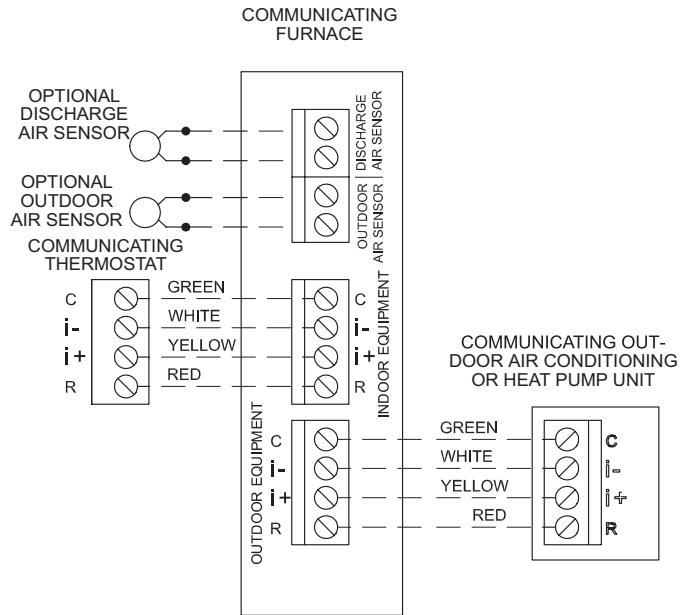 COMMUNICATING
FURNACE
OPTIONAL
DISCHARGE
AIR SENSOR
DISCHARGE
AIR SENSOR
OPTIONAL
OUTDOOR
AIR SENSOR
OUTDOOR
AIR SENSOR
COMMUNICATING
THERMOSTAT
C
i-
i+
R
GREEN
WHITE
YELLOW
RED
C
i-
i+
R
INDOOR EQUIPMENT
COMMUNICATING OUT-
DOOR AIR CONDITIONING
OR HEAT PUMP UNIT
OUTDOOR EQUIPMENT
C
i-
i+
R
GREEN
WHITE
YELLOW
RED
C
i-
i+
R